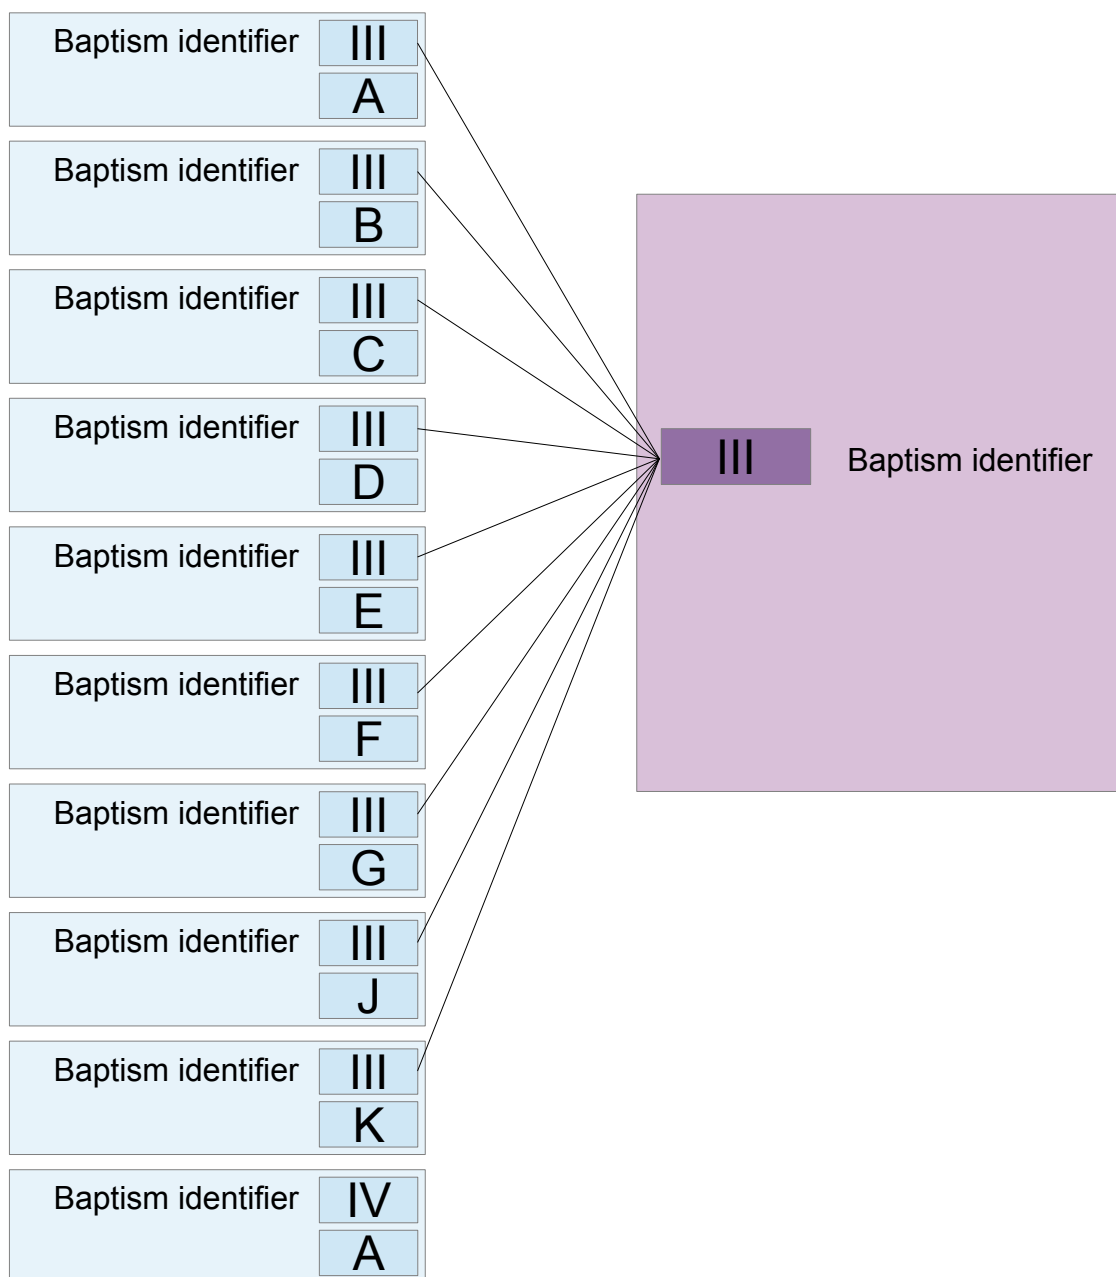 Baptism identifier III
A
Baptism identifier III
B
Baptism identifier III
C
Baptism identifier III
D
Baptism identifier III
E
Baptism identifier III
F
Baptism identifier III
G
Baptism identifier III
J
Baptism identifier III
K
Baptism identifier IV
A
III Baptism identifier